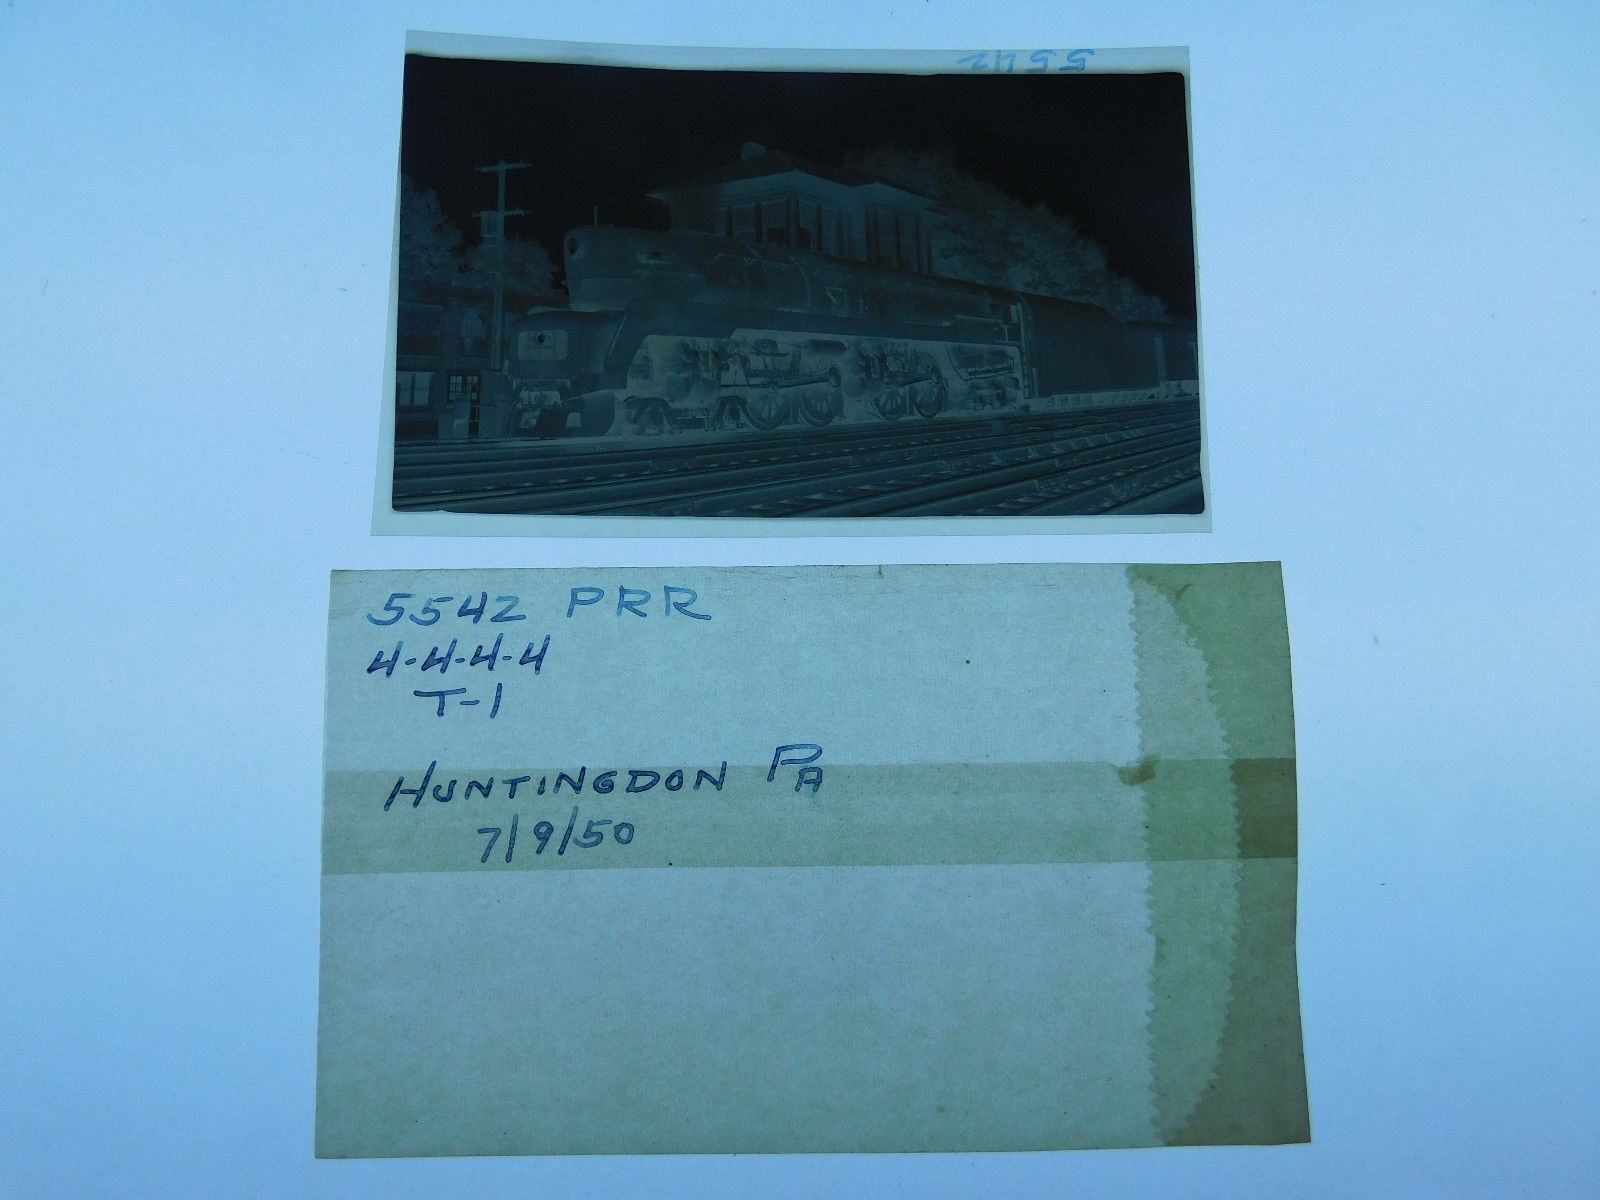 5542
5542 PRR
4-4-4-4
T-1
HUNTINGDON PA
7/9/50